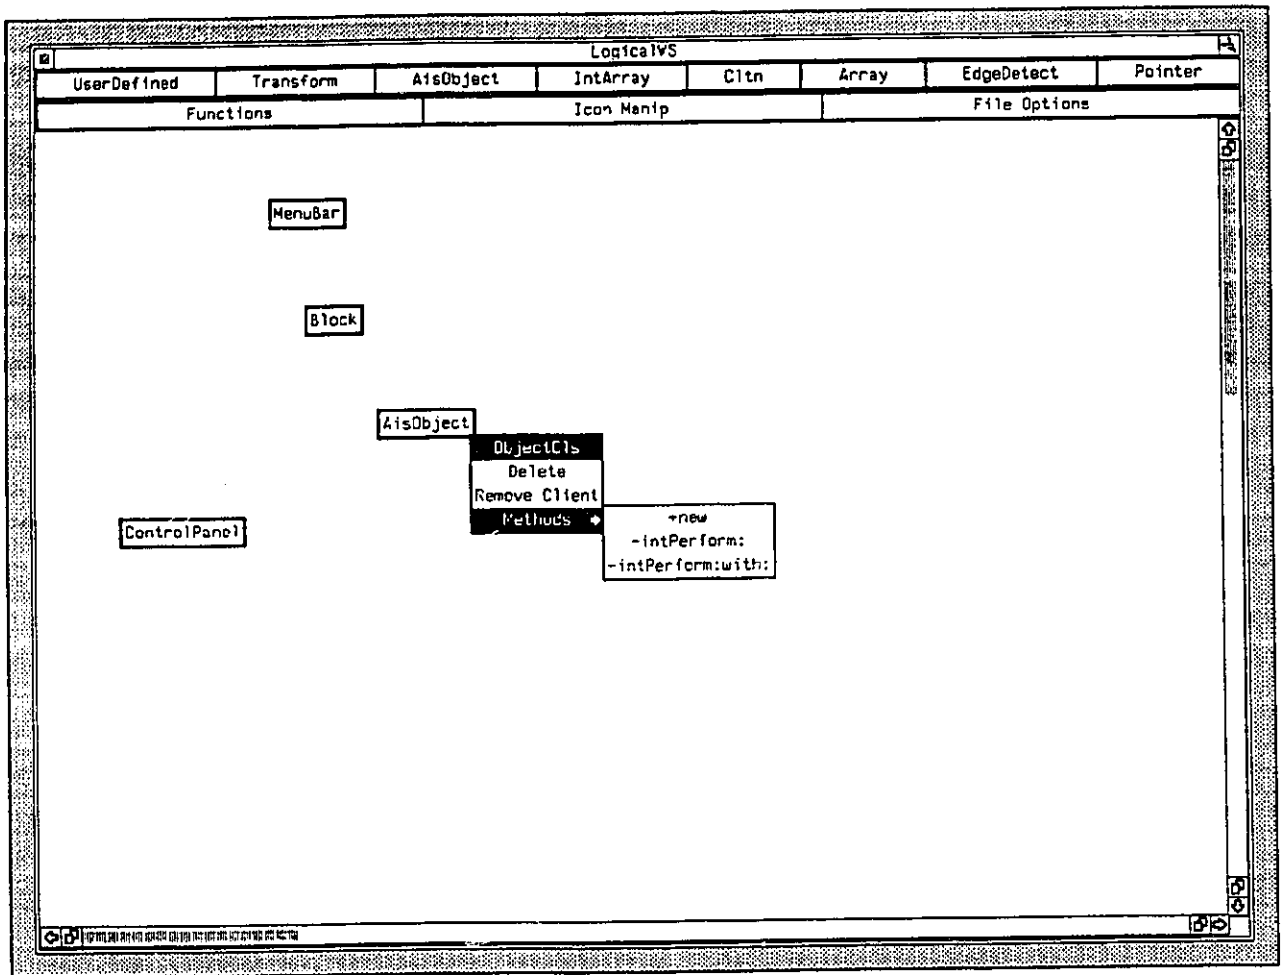 LogicalVS
UserDefined Transform AisObject IntArray Cltn Array EdgeDetect Pointer
Functions Icon Manip File Options
MenuBar
Block
AisObject
ObjectCls
Delete
Remove Client
Methods
ControlPanel
+new
-intPerform:
-intPerform:with: